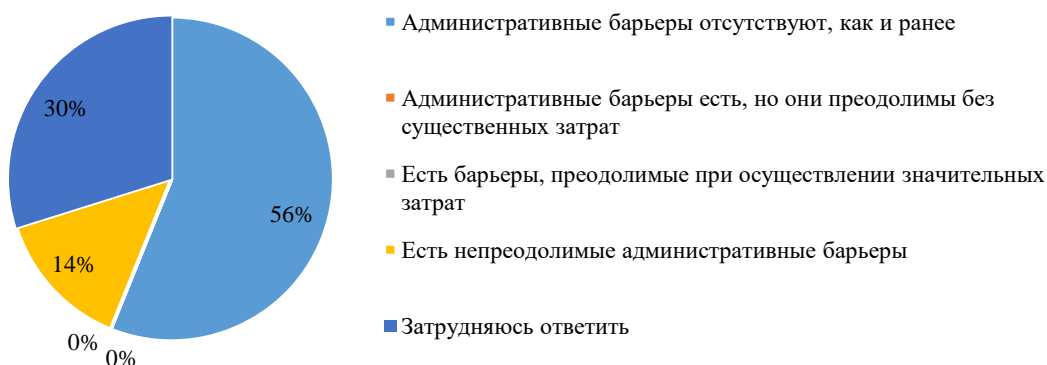 Административные барьеры отсутствуют, как и ранее
30%
Административные барьеры есть, но они преодолимы без
существенных затрат
Есть барьеры, преодолимые при осуществлении значительных
затрат
56%
Есть непреодолимые административные барьеры
14%
Затрудняюсь ответить
0%
0%